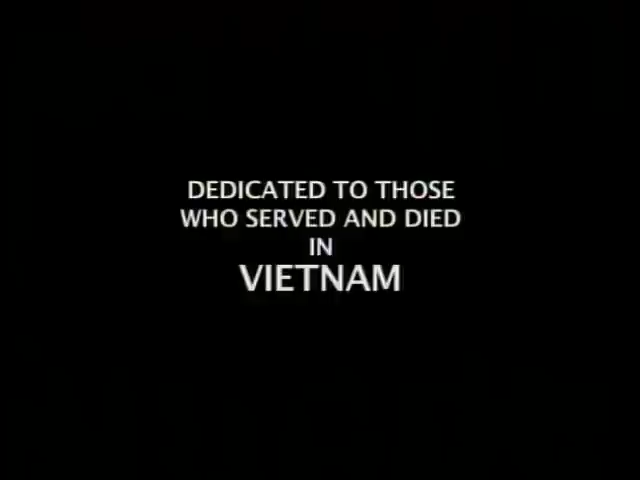 DEDICATED TO THOSE
WHO SERVED AND DIED
IN
VIETNAM